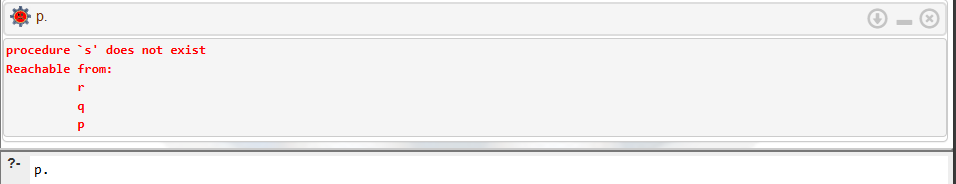 p.
procedure `s' does not exist
Reachable from:
r
q
p
?- p.